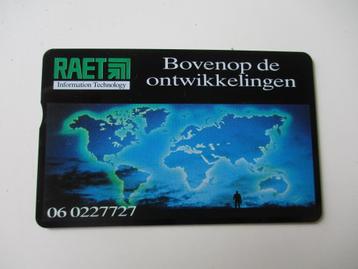 RAET
Information Technology
Bovenop de
ontwikkelingen
06 0227727